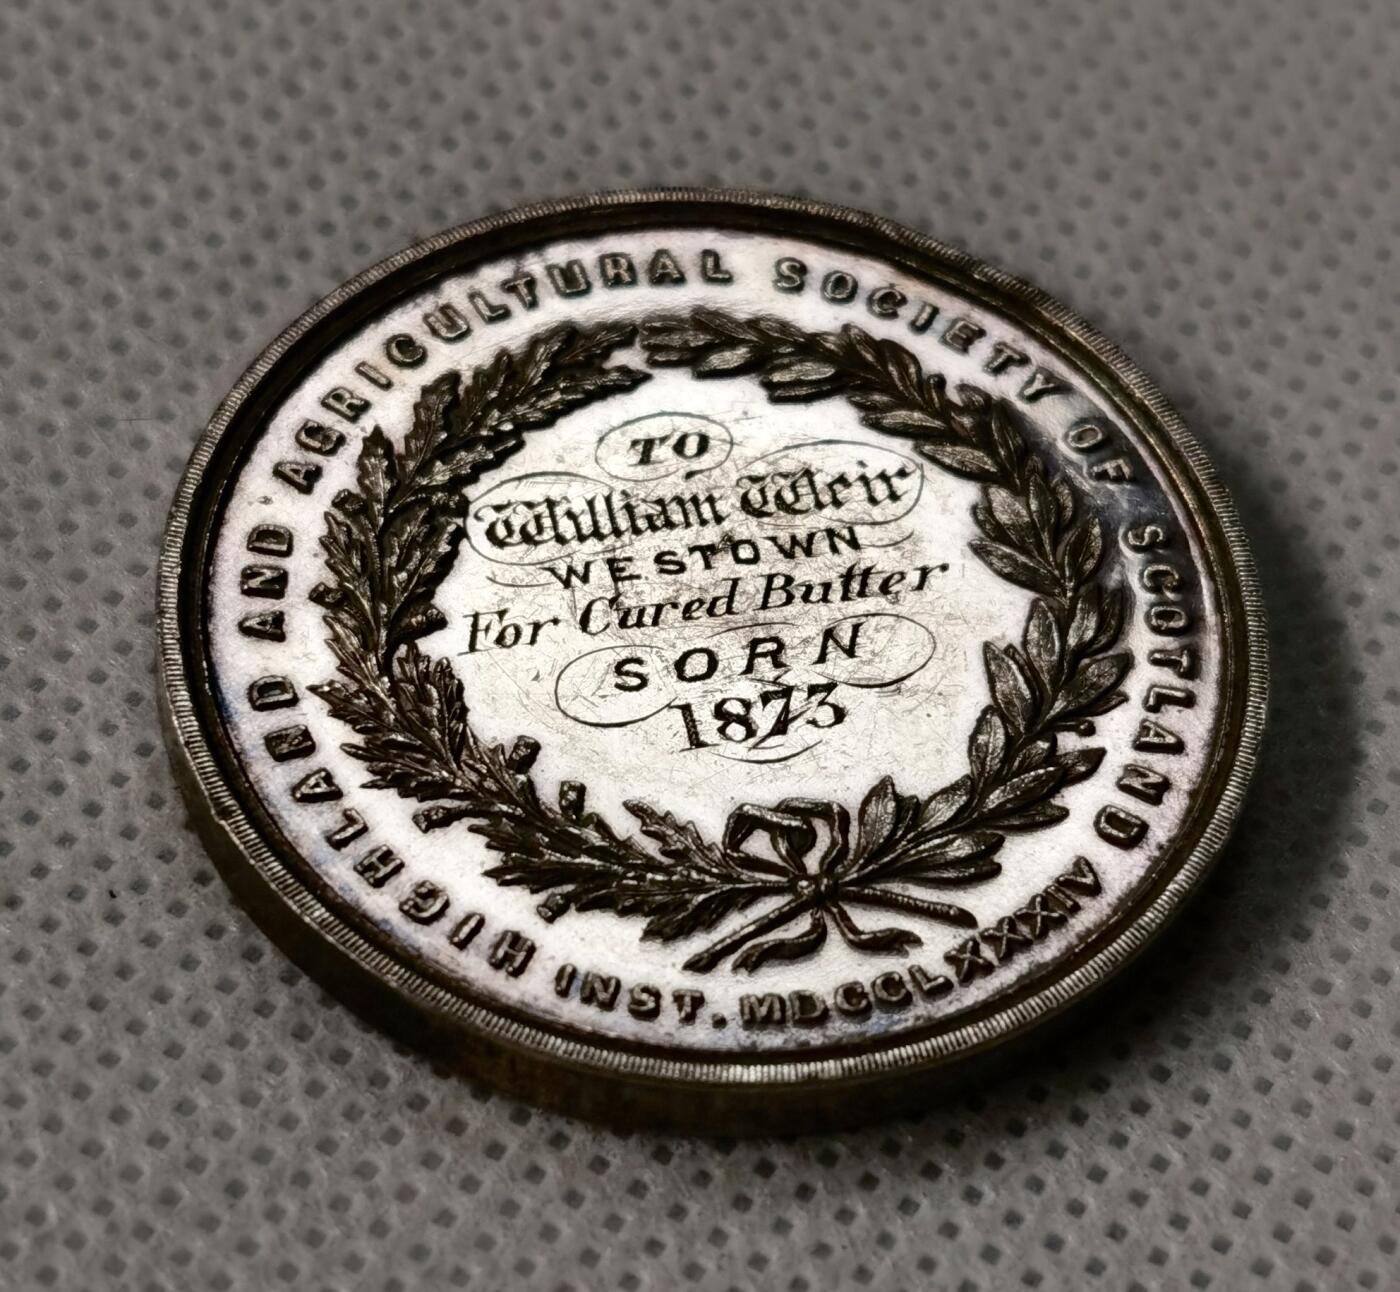 HIGHLAND AND AGRICULTURAL SOCIETY OF SCOTLAND
INST. MDCCLXXXIV
TO
William Weir
WESTOWN
For Cured Butter
SORN
1873